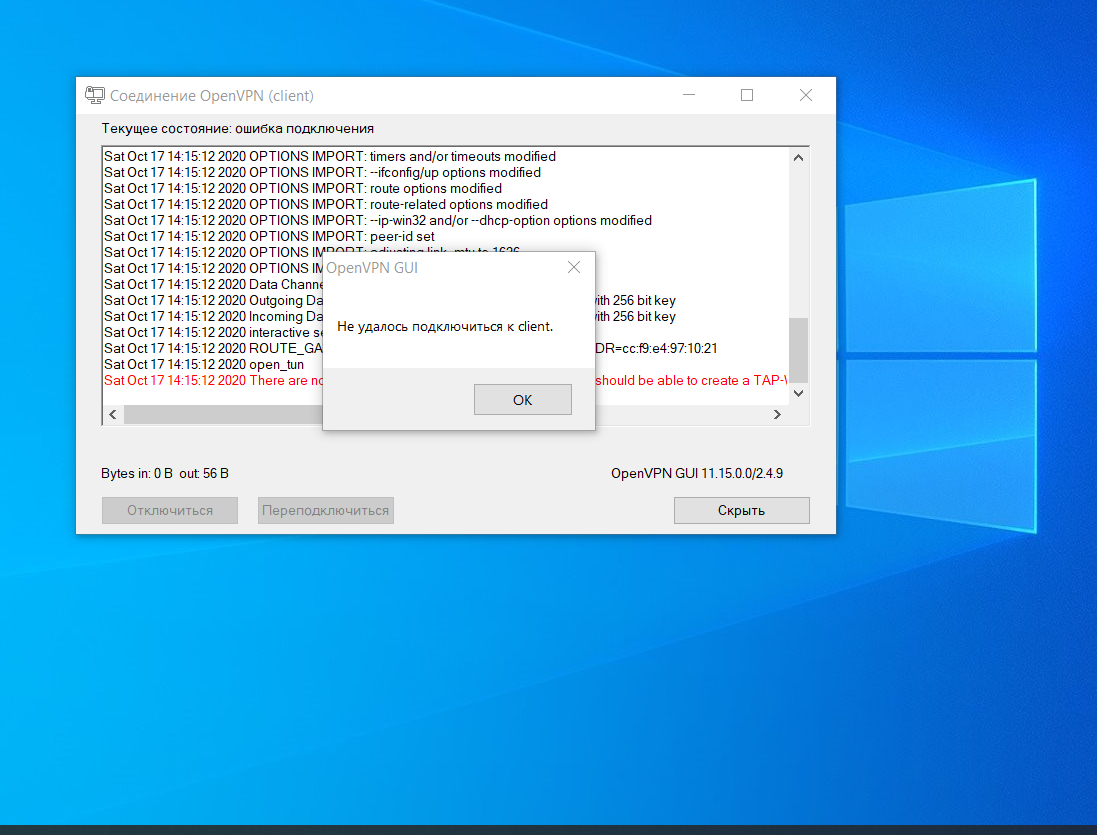 Соединение OpenVPN (client)
Текущее состояние: ошибка подключения
Sat Oct 17 14:15:12 2020 OPTIONS IMPORT: timers and/or timeouts modified
Sat Oct 17 14:15:12 2020 OPTIONS IMPORT: --ifconfig/up options modified
Sat Oct 17 14:15:12 2020 OPTIONS IMPORT: route options modified
Sat Oct 17 14:15:12 2020 OPTIONS IMPORT: route-related options modified
Sat Oct 17 14:15:12 2020 OPTIONS IMPORT: --ip-win32 and/or --dhcp-option options modified
Sat Oct 17 14:15:12 2020 OPTIONS IMPORT: peer-id set
Sat Oct 17 14:15:12 2020 OPTIONS IMPORT: adjusting link_mtu to
Sat Oct 17 14:15:12 2020 OPTIONS IM
Sat Oct 17 14:15:12 2020 Data Channe
Sat Oct 17 14:15:12 2020 Outgoing Da ith 256 bit key
Sat Oct 17 14:15:12 2020 Incoming Da ith 256 bit key
Sat Oct 17 14:15:12 2020 interactive se
Sat Oct 17 14:15:12 2020 ROUTE_GA DR=cc:f9:e4:97:10:21
Sat Oct 17 14:15:12 2020 open_tun
Sat Oct 17 14:15:12 2020 There are no should be able to create a TAP-
OpenVPN GUI
Не удалось подключиться к client.
OK
Bytes in: 0 B out: 56 B
OpenVPN GUI 11.15.0.0/2.4.9
Отключиться
Переподключиться
Скрыть